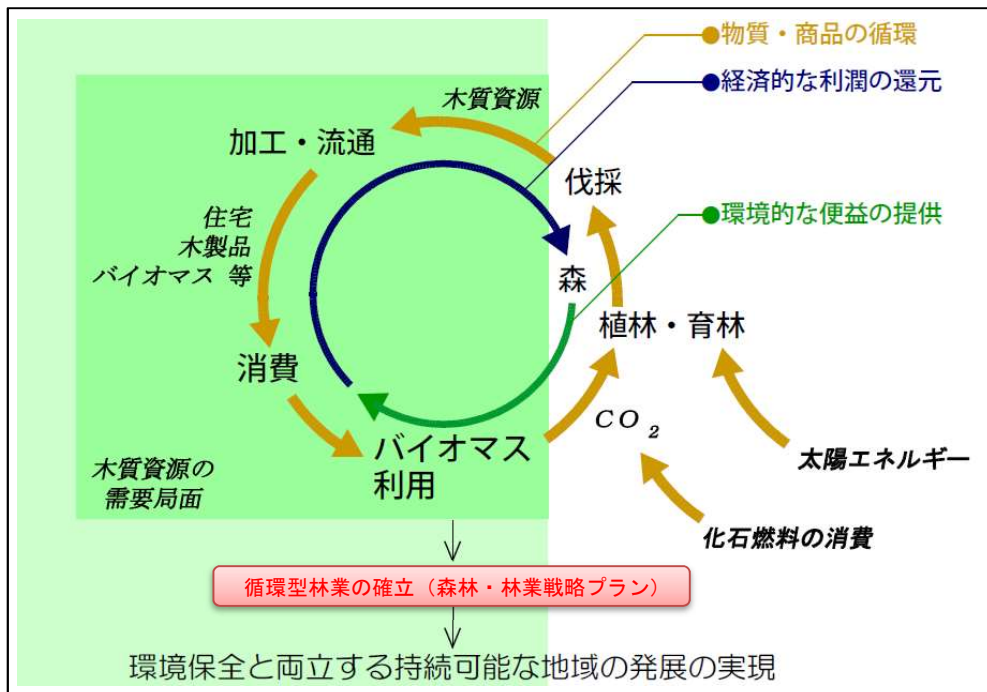 ●物質・商品の循環
●経済的な利潤の還元
木質資源
加工・流通
伐採
住宅
木製品
バイオマス 等
●環境的な便益の提供
森
植林・育林
消費
CO₂
バイオマス
利用
太陽エネルギー
木質資源の
需要局面
化石燃料の消費
循環型林業の確立（森林・林業戦略プラン）
環境保全と両立する持続可能な地域の発展の実現